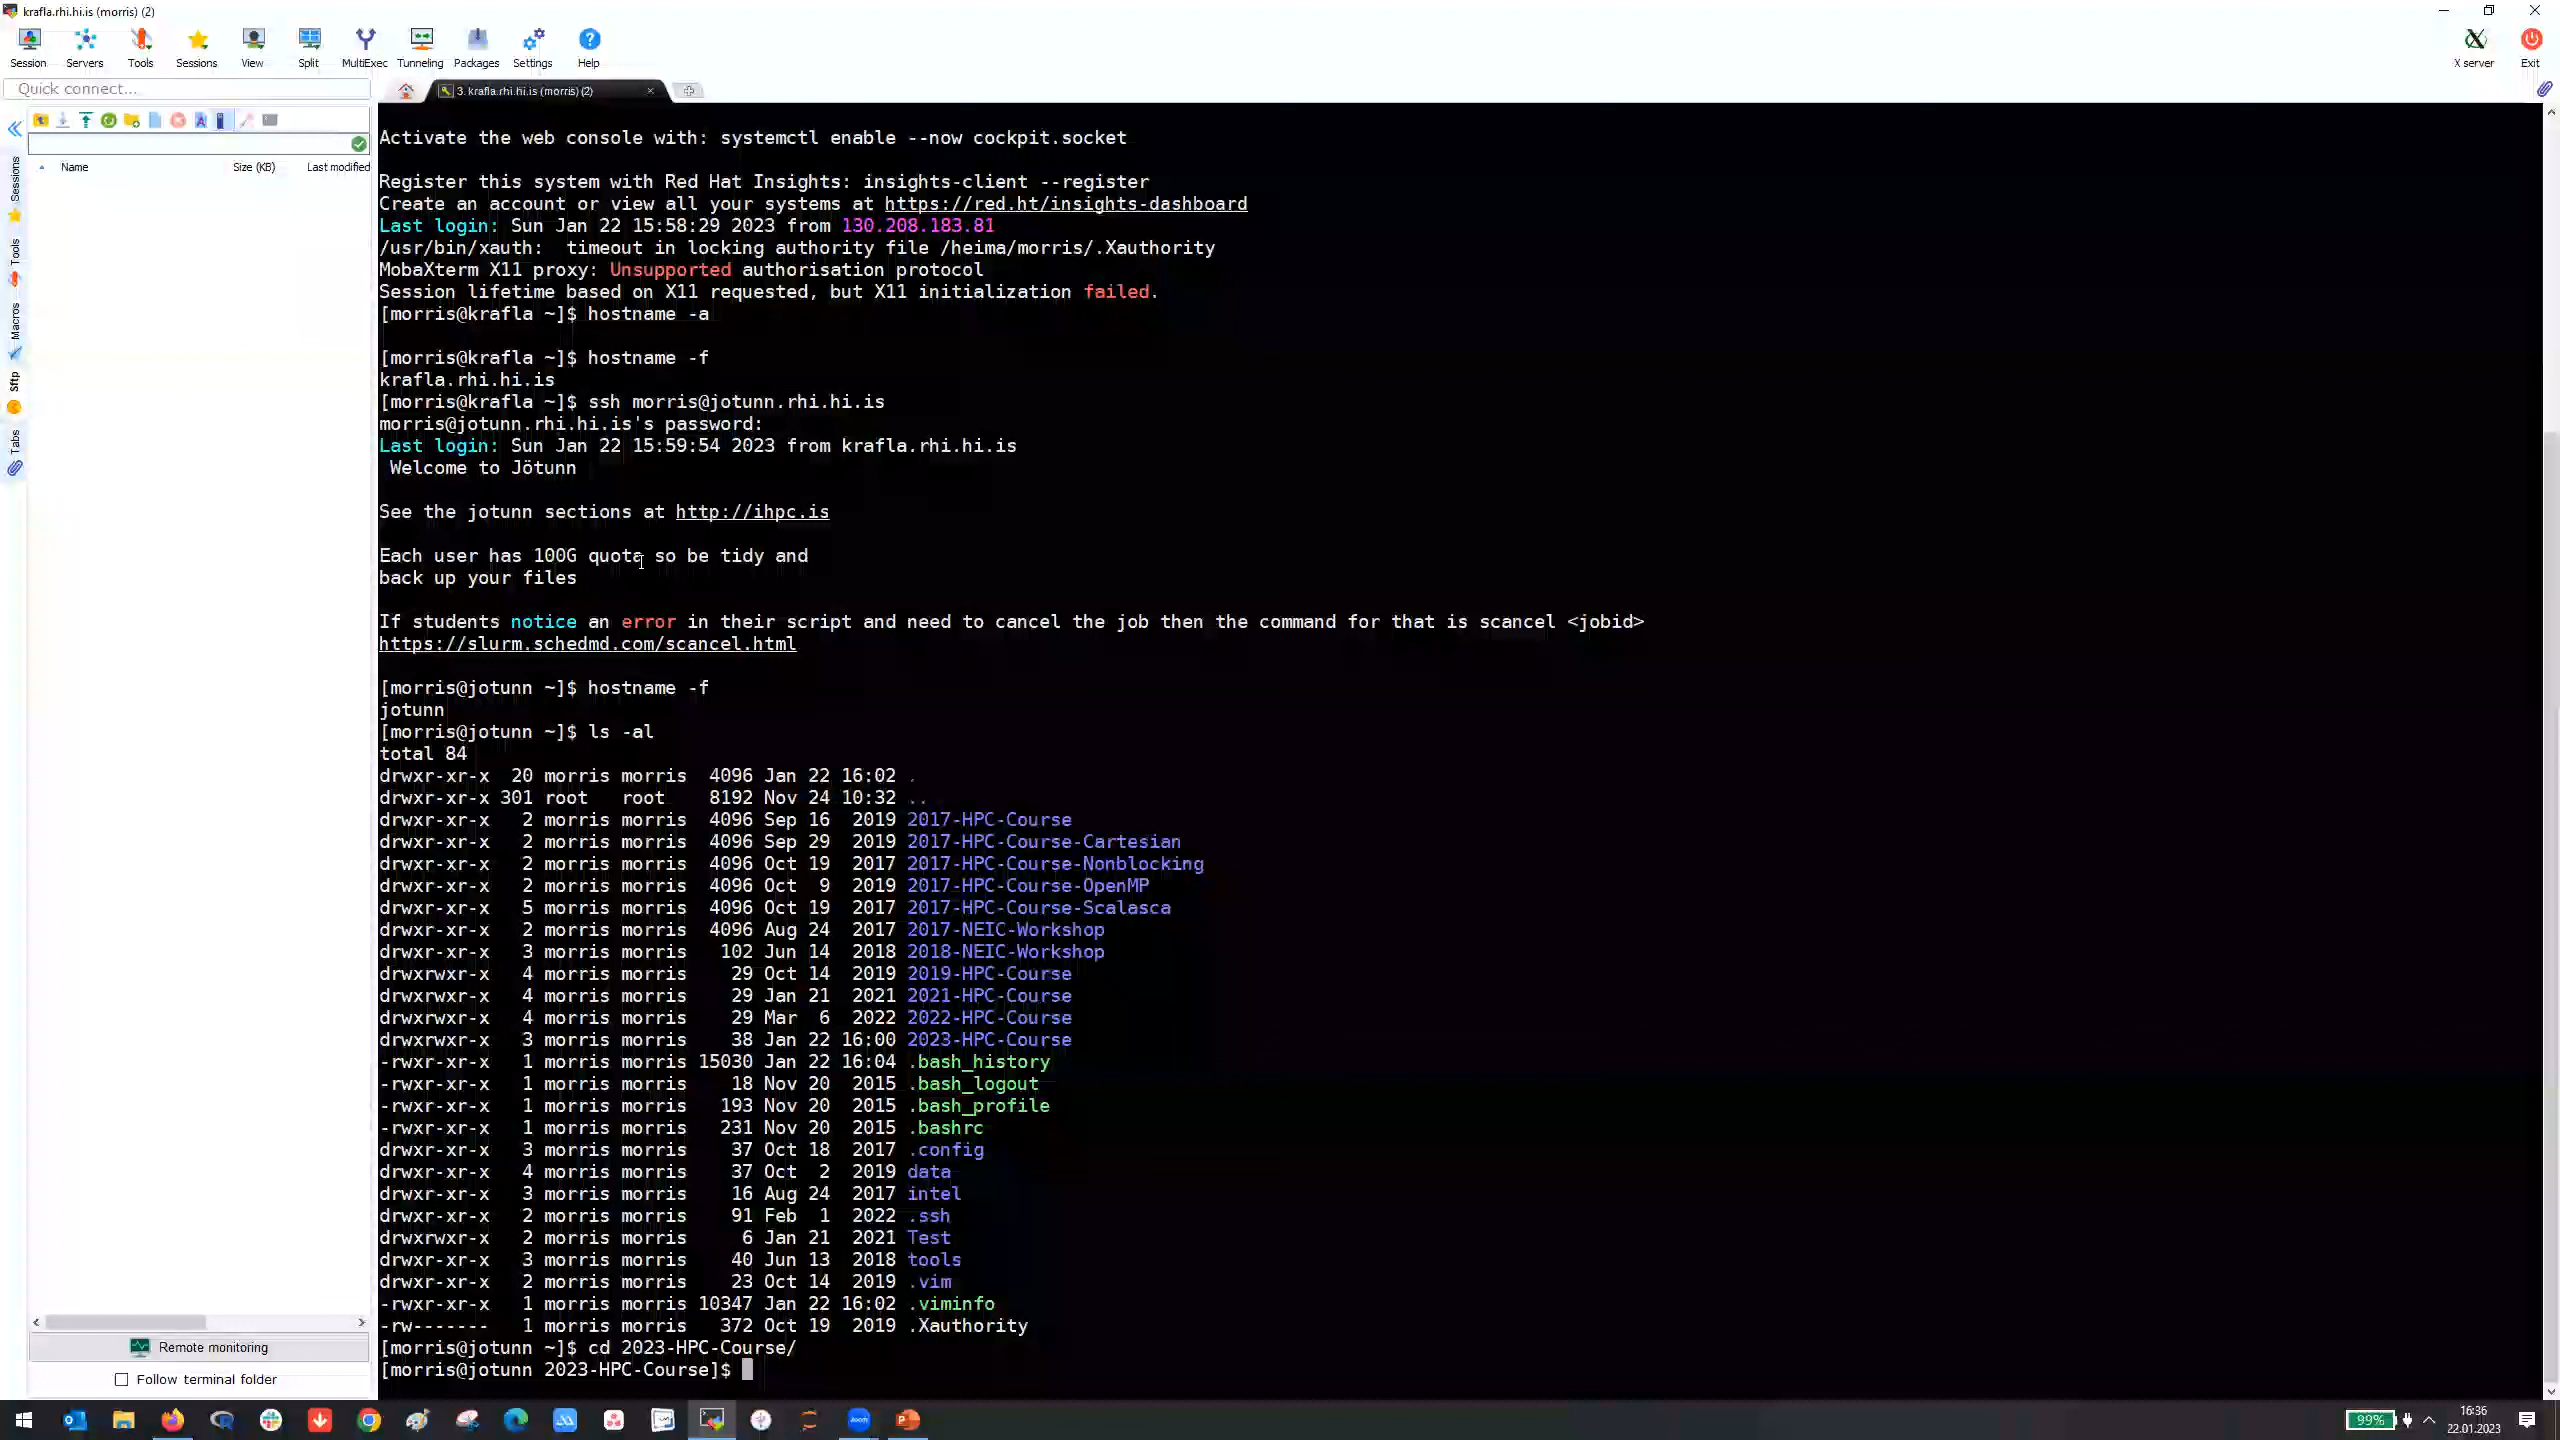 krafla.rhi.hi.is (morris) (2)
Session Servers Tools Sessions View Split MultiExec Tunneling Packages Settings Help X server Exit
Quick connect...
3. krafla.rhi.hi.is (morris) (2)
Name Size (KB) Last modified
Sessions
Tools
Macros
Sftp
Tabs
Activate the web console with: systemctl enable --now cockpit.socket
Register this system with Red Hat Insights: insights-client --register
Create an account or view all your systems at https://red.ht/insights-dashboard
Last login: Sun Jan 22 15:58:29 2023 from 130.208.183.81
/usr/bin/xauth:  timeout in locking authority file /heima/morris/.Xauthority
MobaXterm X11 proxy: Unsupported authorisation protocol
Session lifetime based on X11 requested, but X11 initialization failed.
[morris@krafla ~]$ hostname -a
[morris@krafla ~]$ hostname -f
krafla.rhi.hi.is
[morris@krafla ~]$ ssh morris@jotunn.rhi.hi.is
morris@jotunn.rhi.hi.is's password:
Last login: Sun Jan 22 15:59:54 2023 from krafla.rhi.hi.is
Welcome to Jötunn
See the jotunn sections at http://ihpc.is
Each user has 100G quota so be tidy and
back up your files
If students notice an error in their script and need to cancel the job then the command for that is scancel <jobid>
https://slurm.schedmd.com/scancel.html
[morris@jotunn ~]$ hostname -f
jotunn
[morris@jotunn ~]$ ls -al
total 84
drwxr-xr-x  20 morris morris  4096 Jan 22 16:02 .
drwxr-xr-x 301 root   root    8192 Nov 24 10:32 ..
drwxr-xr-x   2 morris morris  4096 Sep 16  2019 2017-HPC-Course
drwxr-xr-x   2 morris morris  4096 Sep 29  2019 2017-HPC-Course-Cartesian
drwxr-xr-x   2 morris morris  4096 Oct 19  2017 2017-HPC-Course-Nonblocking
drwxr-xr-x   2 morris morris  4096 Oct  9  2019 2017-HPC-Course-OpenMP
drwxr-xr-x   5 morris morris  4096 Oct 19  2017 2017-HPC-Course-Scalasca
drwxr-xr-x   2 morris morris  4096 Aug 24  2017 2017-NEIC-Workshop
drwxr-xr-x   3 morris morris   102 Jun 14  2018 2018-NEIC-Workshop
drwxrwxr-x   4 morris morris    29 Oct 14  2019 2019-HPC-Course
drwxrwxr-x   4 morris morris    29 Jan 21  2021 2021-HPC-Course
drwxrwxr-x   4 morris morris    29 Mar  6  2022 2022-HPC-Course
drwxrwxr-x   3 morris morris    38 Jan 22 16:00 2023-HPC-Course
-rwxr-xr-x   1 morris morris 15030 Jan 22 16:04 .bash_history
-rwxr-xr-x   1 morris morris    18 Nov 20  2015 .bash_logout
-rwxr-xr-x   1 morris morris   193 Nov 20  2015 .bash_profile
-rwxr-xr-x   1 morris morris   231 Nov 20  2015 .bashrc
drwxr-xr-x   3 morris morris    37 Oct 18  2017 .config
drwxr-xr-x   4 morris morris    37 Oct  2  2019 data
drwxr-xr-x   3 morris morris    16 Aug 24  2017 intel
drwxr-xr-x   2 morris morris    91 Feb  1  2022 .ssh
drwxrwxr-x   2 morris morris     6 Jan 21  2021 Test
drwxr-xr-x   3 morris morris    40 Jun 13  2018 tools
drwxr-xr-x   2 morris morris    23 Oct 14  2019 .vim
-rwxr-xr-x   1 morris morris 10347 Jan 22 16:02 .viminfo
-rw-------   1 morris morris   372 Oct 19  2019 .Xauthority
[morris@jotunn ~]$ cd 2023-HPC-Course/
[morris@jotunn 2023-HPC-Course]$
Remote monitoring
Follow terminal folder
99%
16:36
22.01.2023